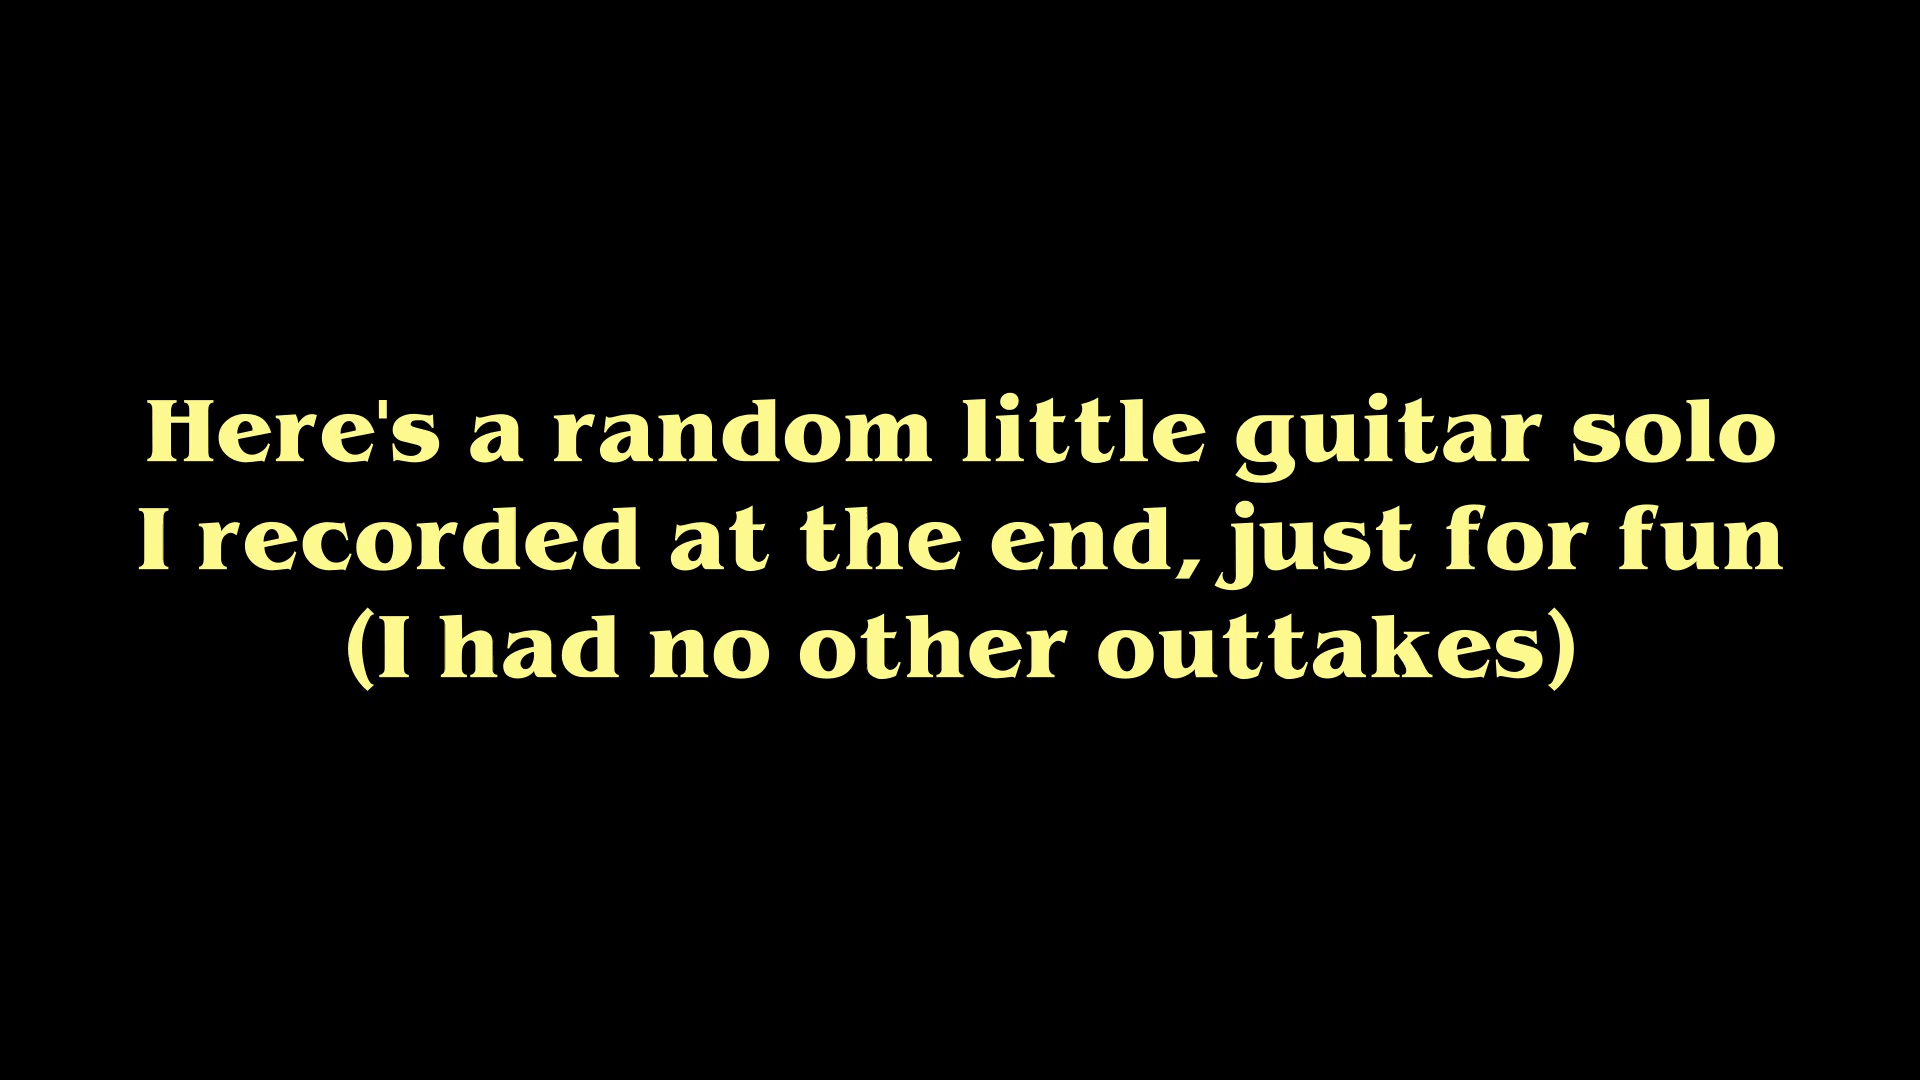 Here's a random little guitar solo
I recorded at the end, just for fun
(I had no other outtakes)